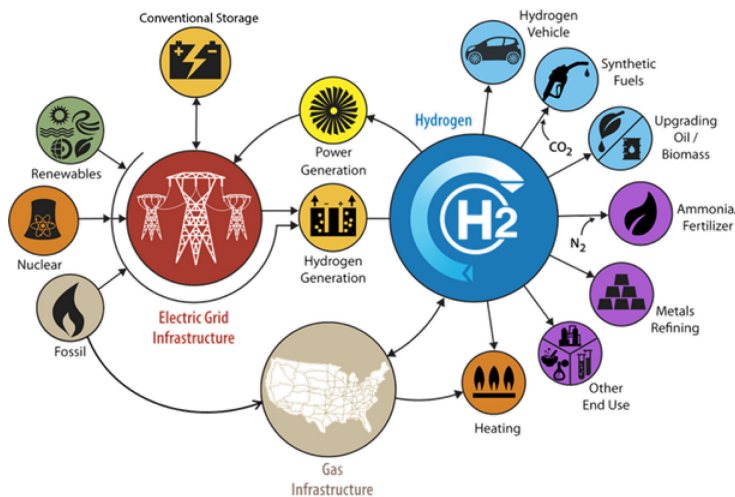 Conventional Storage
Hydrogen
Vehicle
Synthetic
Fuels
Renewables
Power
Generation
Hydrogen
CO2
Upgrading
Oil /
Biomass
H2
Nuclear
- +
Hydrogen
Generation
N2
Ammonia/
Fertilizer
Fossil
Electric Grid
Infrastructure
Metals
Refining
Other
End Use
Heating
Gas
Infrastructure